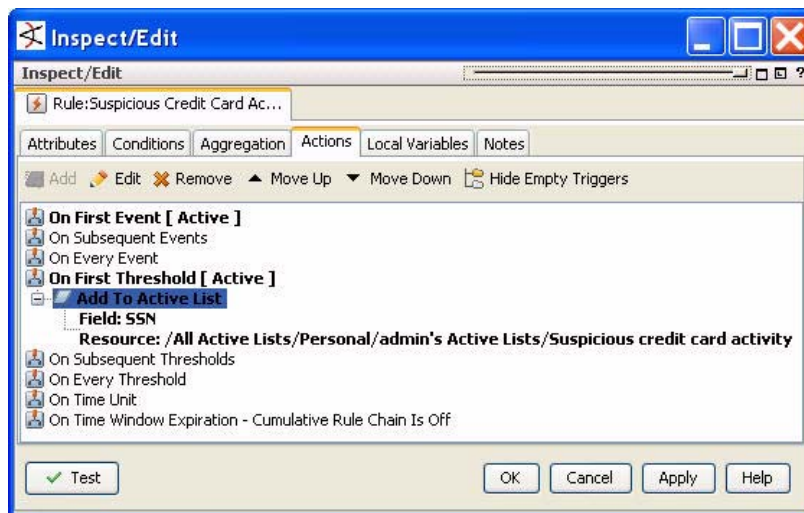 Inspect/Edit
Inspect/Edit
?
Rule:Suspicious Credit Card Ac...
Attributes Conditions Aggregation Actions Local Variables Notes
Add Edit Remove Move Up Move Down Hide Empty Triggers
On First Event [ Active ]
On Subsequent Events
On Every Event
On First Threshold [ Active ]
Add To Active List
Field: SSN
Resource: /All Active Lists/Personal/admin's Active Lists/Suspicious credit card activity
On Subsequent Thresholds
On Every Threshold
On Time Unit
On Time Window Expiration - Cumulative Rule Chain Is Off
Test OK Cancel Apply Help